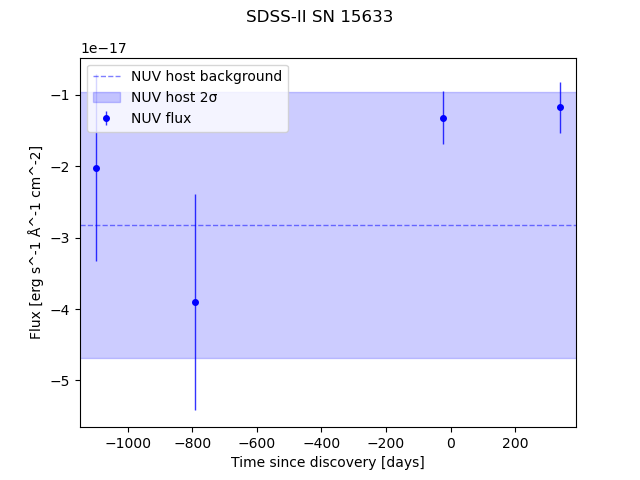 SDSS-II SN 15633
1e−17
NUV host background
NUV host 2σ
NUV flux
−1
−2
−3
−4
−5
Flux [erg s^-1 Å^-1 cm^-2]
−1000
−800
−600
−400
−200
0
200
Time since discovery [days]